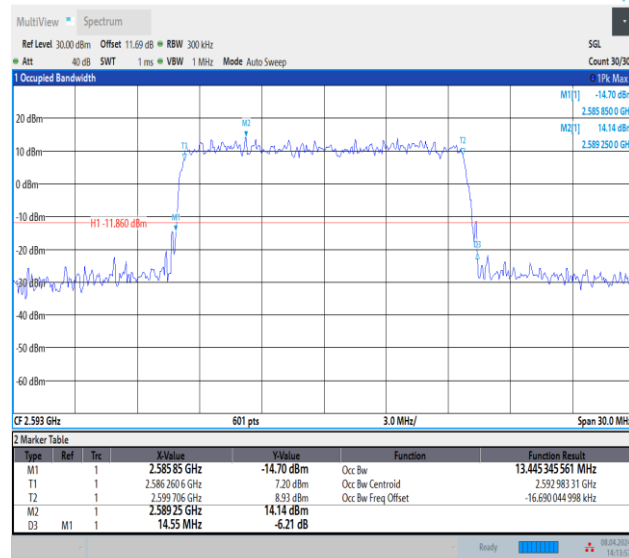 MultiView Spectrum
Ref Level 30.00 dBm Offset 11.69 dB RBW 300 kHz SGL
Att 40 dB SWT 1 ms VBW 1 MHz Mode Auto Sweep Count 30/30
1 Occupied Bandwidth 1Pk Max
M1[1] -14.70 dBm
2.585 850 0 GH
20 dBm
M2[1] 14.14 dBm
2.589 250 0 GH
M2
T1
T2
10 dBm
0 dBm
-10 dBm
M1
H1 -11.860 dBm
-20 dBm
D3
-30 dBm
-40 dBm
-50 dBm
-60 dBm
CF 2.593 GHz 601 pts 3.0 MHz/ Span 30.0 MH
2 Marker Table
Type Ref Trc X-Value Y-Value Function Function Result
M1 1 2.585 85 GHz -14.70 dBm Occ Bw 13.445 345 561 MHz
T1 1 2.586 260 6 GHz 7.20 dBm Occ Bw Centroid 2.592 983 31 GHz
T2 1 2.599 706 GHz 8.93 dBm Occ Bw Freq Offset -16.690 044 998 kHz
M2 1 2.589 25 GHz 14.14 dBm
D3 M1 1 14.55 MHz -6.21 dB
Ready